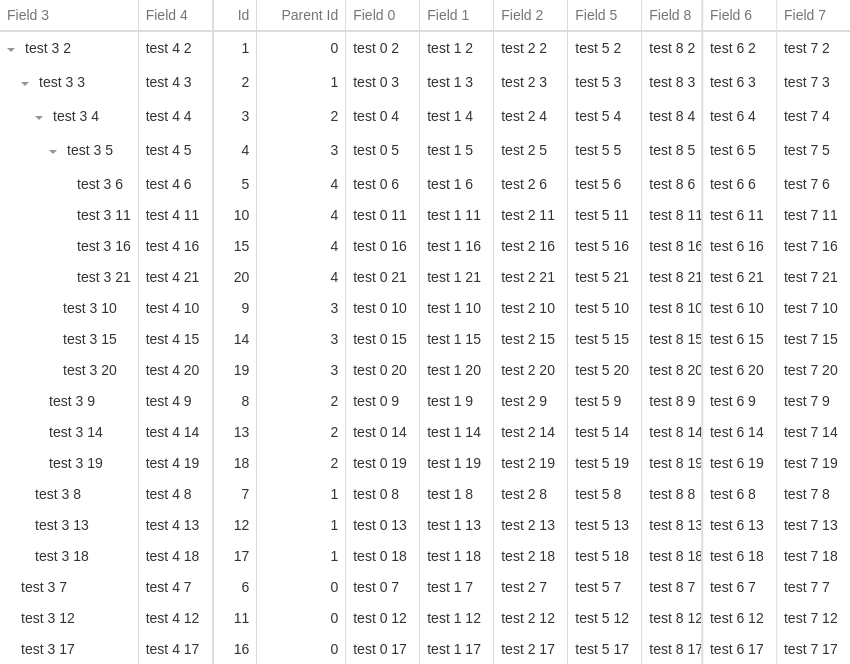 Field 3 Field 4 Id Parent Id Field 0 Field 1 Field 2 Field 5 Field 8 Field 6 Field 7
test 3 2 test 4 2 1 0 test 0 2 test 1 2 test 2 2 test 5 2 test 8 2 test 6 2 test 7 2
test 3 3 test 4 3 2 1 test 0 3 test 1 3 test 2 3 test 5 3 test 8 3 test 6 3 test 7 3
test 3 4 test 4 4 3 2 test 0 4 test 1 4 test 2 4 test 5 4 test 8 4 test 6 4 test 7 4
test 3 5 test 4 5 4 3 test 0 5 test 1 5 test 2 5 test 5 5 test 8 5 test 6 5 test 7 5
test 3 6 test 4 6 5 4 test 0 6 test 1 6 test 2 6 test 5 6 test 8 6 test 6 6 test 7 6
test 3 11 test 4 11 10 4 test 0 11 test 1 11 test 2 11 test 5 11 test 8 11 test 6 11 test 7 11
test 3 16 test 4 16 15 4 test 0 16 test 1 16 test 2 16 test 5 16 test 8 16 test 6 16 test 7 16
test 3 21 test 4 21 20 4 test 0 21 test 1 21 test 2 21 test 5 21 test 8 21 test 6 21 test 7 21
test 3 10 test 4 10 9 3 test 0 10 test 1 10 test 2 10 test 5 10 test 8 10 test 6 10 test 7 10
test 3 15 test 4 15 14 3 test 0 15 test 1 15 test 2 15 test 5 15 test 8 15 test 6 15 test 7 15
test 3 20 test 4 20 19 3 test 0 20 test 1 20 test 2 20 test 5 20 test 8 20 test 6 20 test 7 20
test 3 9 test 4 9 8 2 test 0 9 test 1 9 test 2 9 test 5 9 test 8 9 test 6 9 test 7 9
test 3 14 test 4 14 13 2 test 0 14 test 1 14 test 2 14 test 5 14 test 8 14 test 6 14 test 7 14
test 3 19 test 4 19 18 2 test 0 19 test 1 19 test 2 19 test 5 19 test 8 19 test 6 19 test 7 19
test 3 8 test 4 8 7 1 test 0 8 test 1 8 test 2 8 test 5 8 test 8 8 test 6 8 test 7 8
test 3 13 test 4 13 12 1 test 0 13 test 1 13 test 2 13 test 5 13 test 8 13 test 6 13 test 7 13
test 3 18 test 4 18 17 1 test 0 18 test 1 18 test 2 18 test 5 18 test 8 18 test 6 18 test 7 18
test 3 7 test 4 7 6 0 test 0 7 test 1 7 test 2 7 test 5 7 test 8 7 test 6 7 test 7 7
test 3 12 test 4 12 11 0 test 0 12 test 1 12 test 2 12 test 5 12 test 8 12 test 6 12 test 7 12
test 3 17 test 4 17 16 0 test 0 17 test 1 17 test 2 17 test 5 17 test 8 17 test 6 17 test 7 17